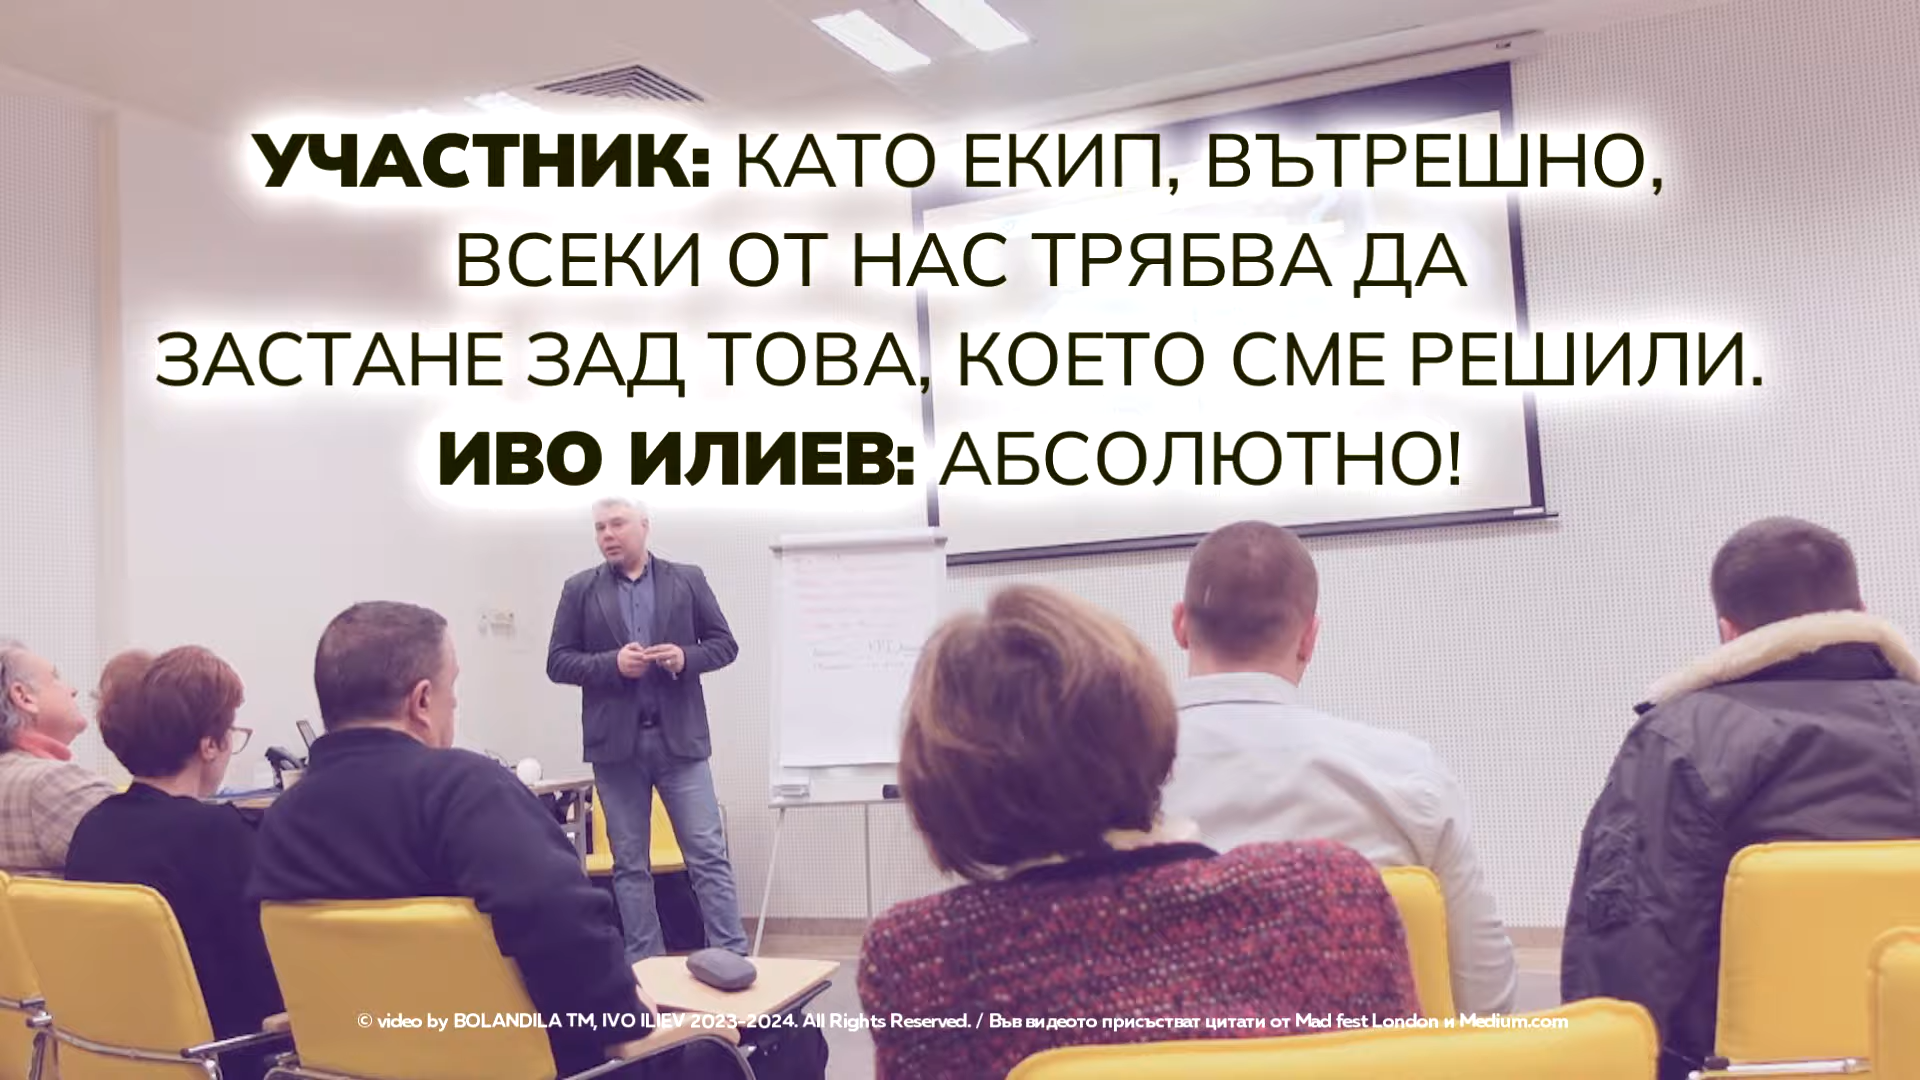 УЧАСТНИК: КАТО ЕКИП, ВЪТРЕШНО,
ВСЕКИ ОТ НАС ТРЯБВА ДА
ЗАСТАНЕ ЗАД ТОВА, КОЕТО СМЕ РЕШИЛИ.
ИВО ИЛИЕВ: АБСОЛЮТНО!
© video by BOLANDILA TM, IVO ILIEV 2023-2024. All Rights Reserved. / Във видеото присъстват цитати от Mad fest London и Medium.com